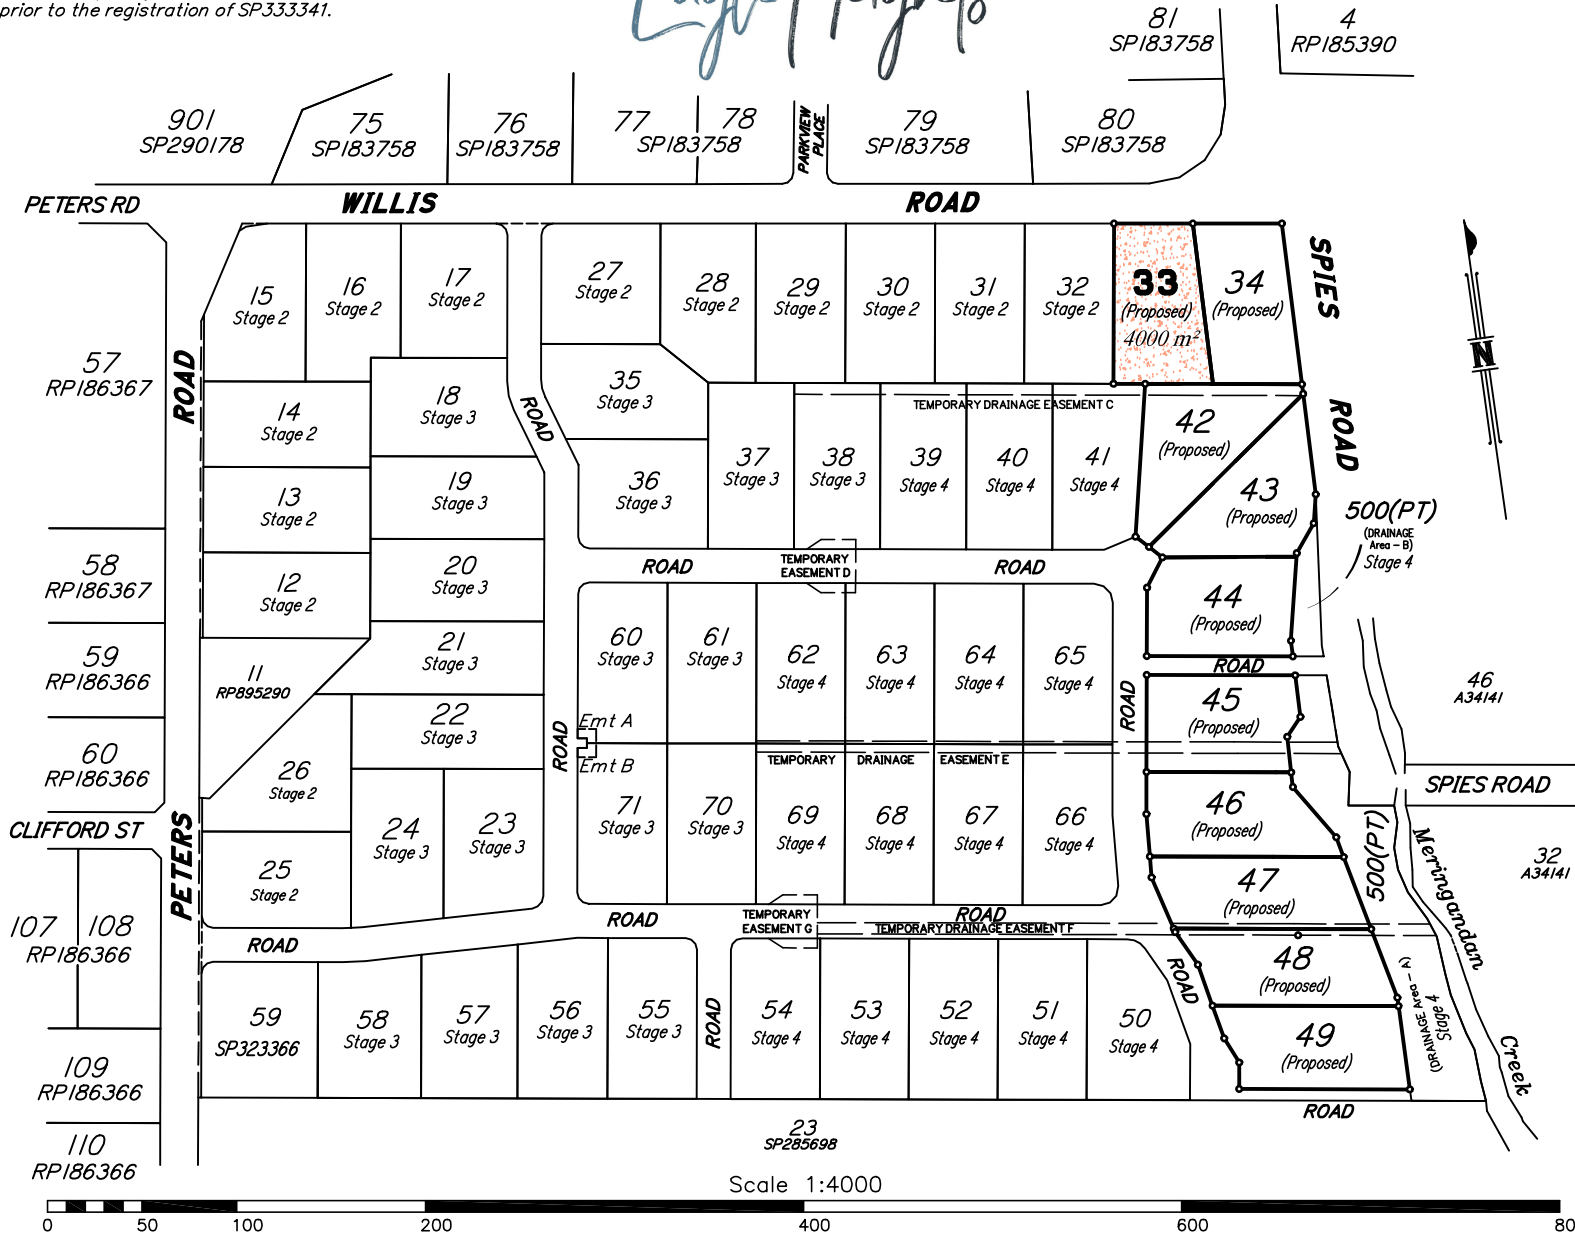 prior to the registration of SP333341.
Heights
81
SP183758
4
RP185390
901
SP290178
75
SP183758
76
SP183758
77
78
SP183758
PARKVIEW
PLACE
79
SP183758
80
SP183758
PETERS RD
WILLIS
ROAD
SPIES
ROAD
15
Stage 2
16
Stage 2
17
Stage 2
27
Stage 2
28
Stage 2
29
Stage 2
30
Stage 2
31
Stage 2
32
Stage 2
33
(Proposed)
4000 m²
34
(Proposed)
N
57
RP186367
ROAD
14
Stage 2
18
Stage 3
ROAD
35
Stage 3
TEMPORARY DRAINAGE EASEMENT C
42
(Proposed)
13
Stage 2
19
Stage 3
36
Stage 3
37
Stage 3
38
Stage 3
39
Stage 4
40
Stage 4
41
Stage 4
43
(Proposed)
500(PT)
(DRAINAGE
Area - B)
Stage 4
58
RP186367
12
Stage 2
20
Stage 3
ROAD
TEMPORARY
EASEMENT D
ROAD
44
(Proposed)
59
RP186366
11
RP895290
21
Stage 3
60
Stage 3
61
Stage 3
62
Stage 4
63
Stage 4
64
Stage 4
65
Stage 4
ROAD
ROAD
46
A34141
60
RP186366
22
Stage 3
ROAD
Emt A
Emt B
45
(Proposed)
TEMPORARY DRAINAGE EASEMENT E
SPIES ROAD
26
Stage 2
CLIFFORD ST
PETERS
24
Stage 3
23
Stage 3
71
Stage 3
70
Stage 3
69
Stage 4
68
Stage 4
67
Stage 4
66
Stage 4
46
(Proposed)
500(PT)
Meringandan
Creek
32
A34141
25
Stage 2
47
(Proposed)
107
108
RP186366
ROAD
ROAD
TEMPORARY
EASEMENT G
ROAD
TEMPORARY DRAINAGE EASEMENT F
ROAD
48
(Proposed)
(DRAINAGE Area - A)
Stage 4
59
SP323366
58
Stage 3
57
Stage 3
56
Stage 3
55
Stage 3
ROAD
54
Stage 4
53
Stage 4
52
Stage 4
51
Stage 4
50
Stage 4
49
(Proposed)
109
RP186366
ROAD
110
RP186366
23
SP285698
Scale 1:4000
0
50
100
200
400
600
80